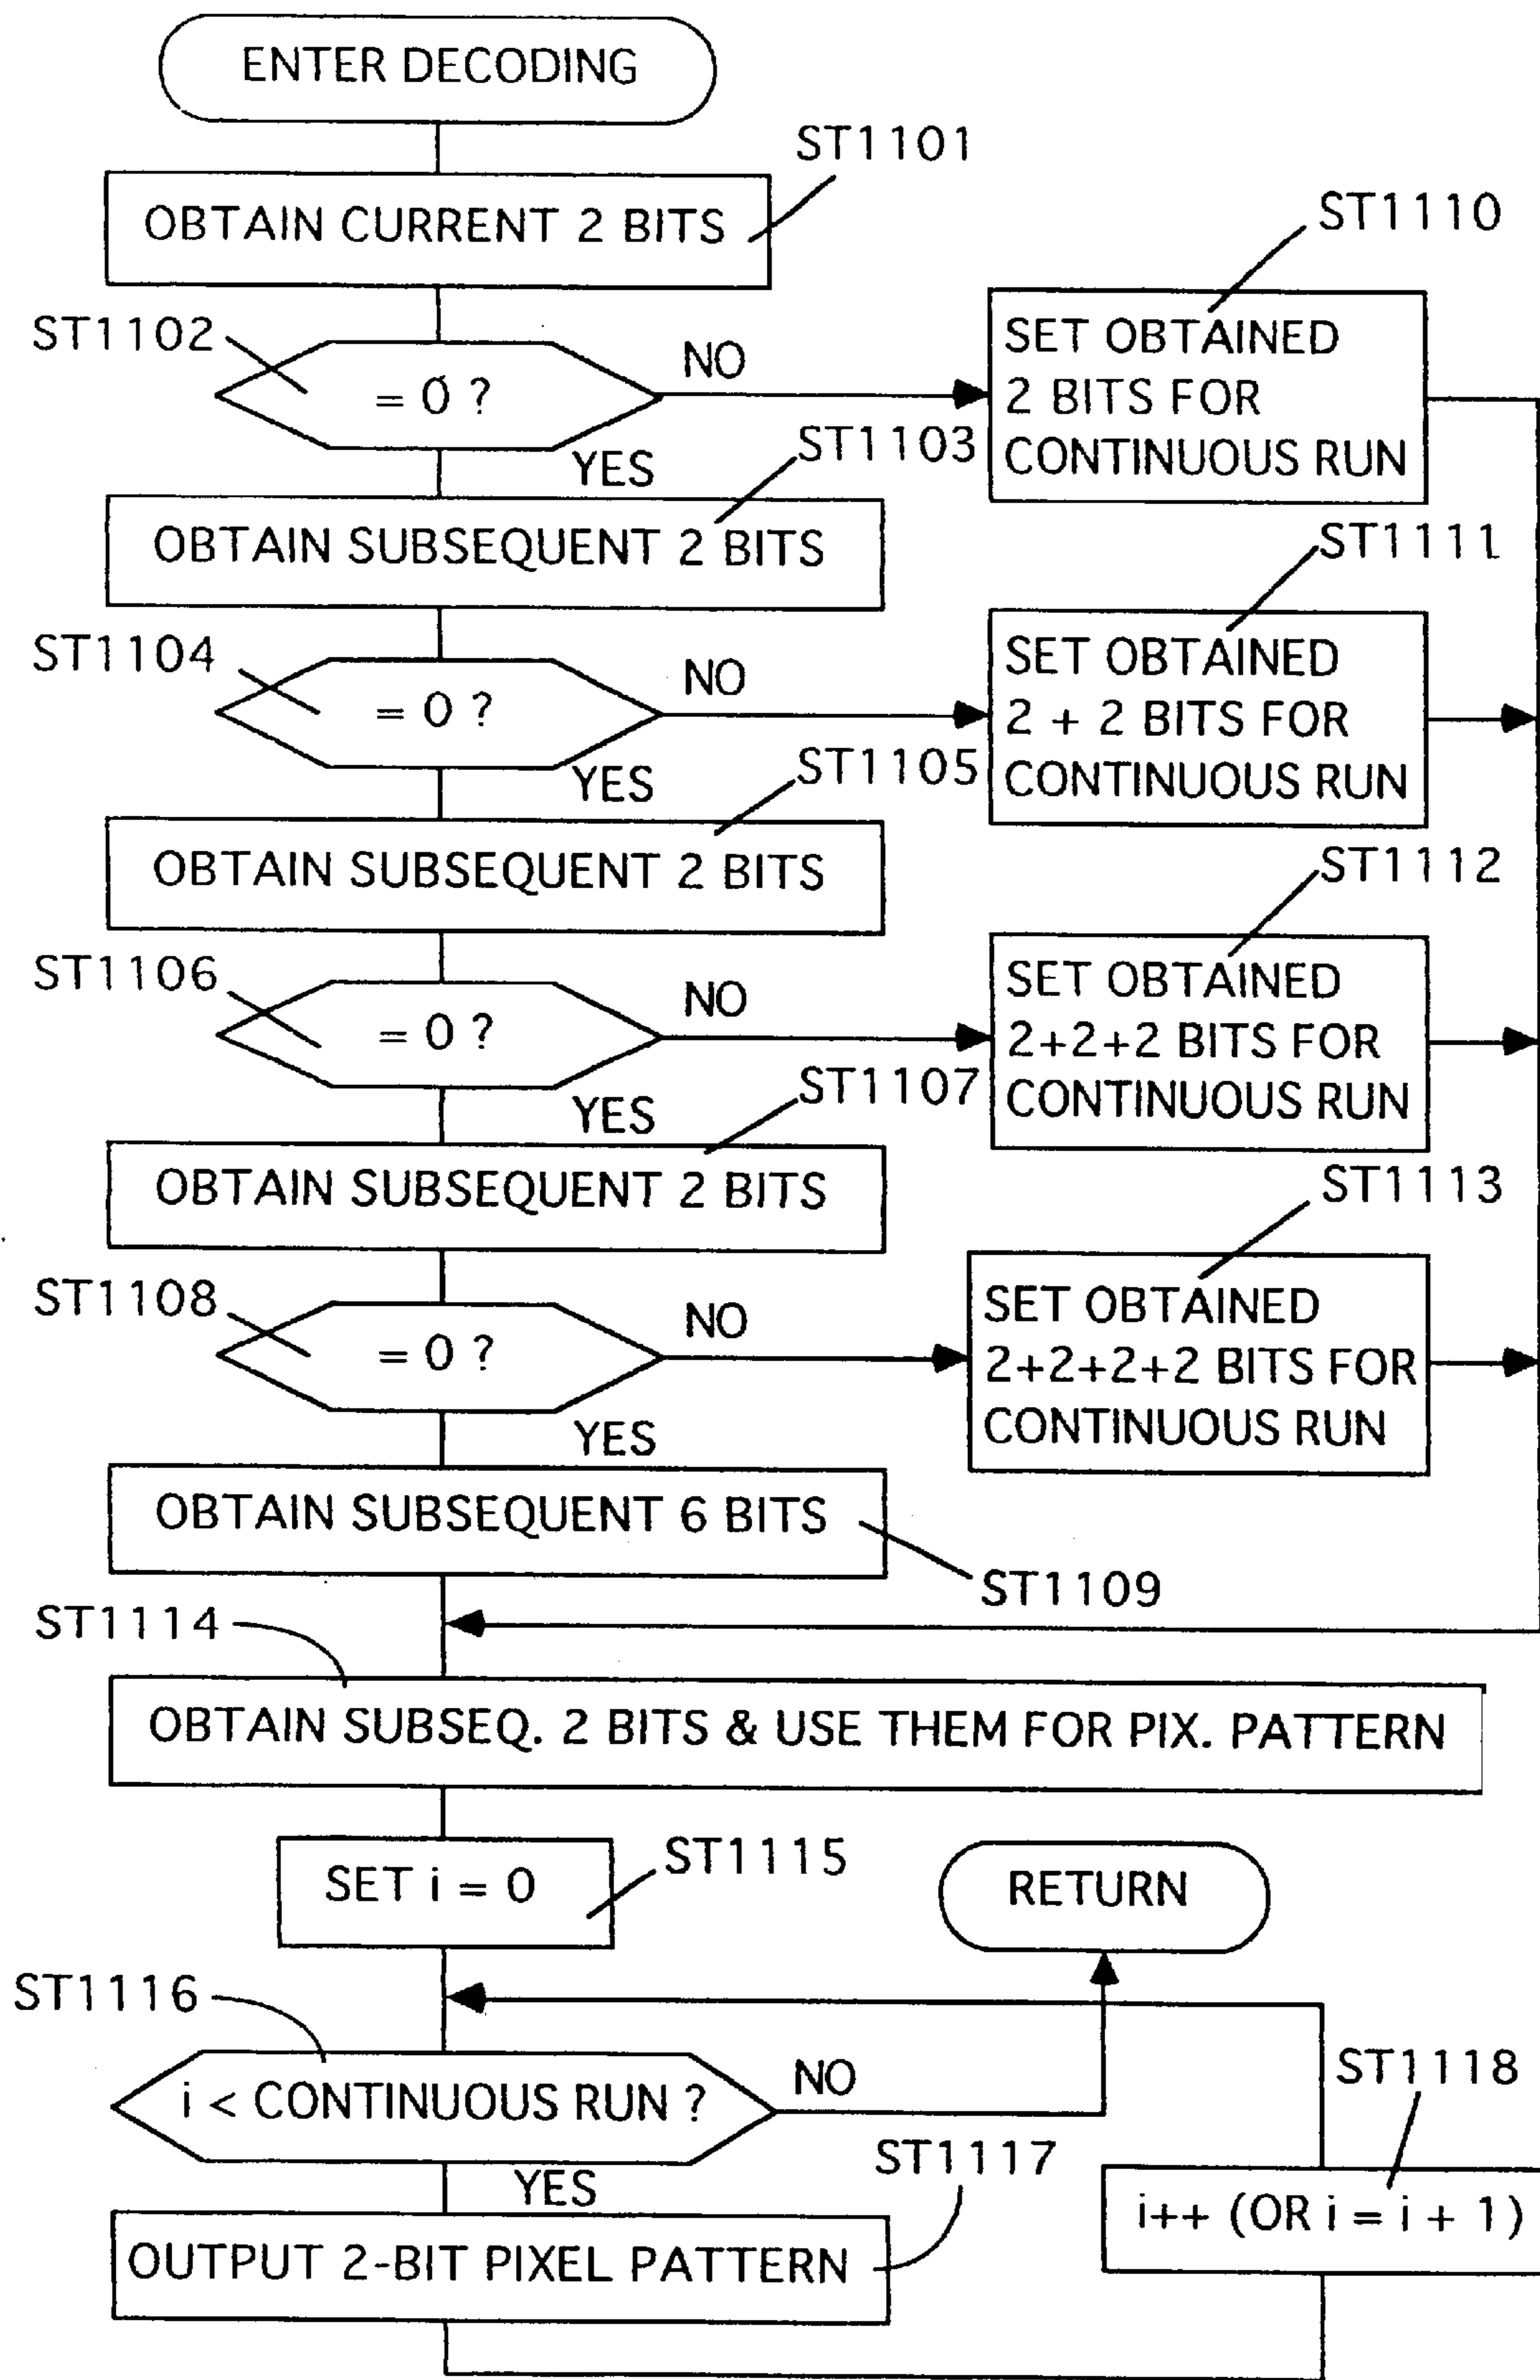 ENTER DECODING
ST1101
OBTAIN CURRENT 2 BITS
ST1110
ST1102
= 0 ?
NO
SET OBTAINED
2 BITS FOR
CONTINUOUS RUN
YES
ST1103
OBTAIN SUBSEQUENT 2 BITS
ST1111
ST1104
= 0 ?
NO
SET OBTAINED
2 + 2 BITS FOR
CONTINUOUS RUN
YES
ST1105
OBTAIN SUBSEQUENT 2 BITS
ST1112
ST1106
= 0 ?
NO
SET OBTAINED
2+2+2 BITS FOR
CONTINUOUS RUN
YES
ST1107
OBTAIN SUBSEQUENT 2 BITS
ST1113
ST1108
= 0 ?
NO
SET OBTAINED
2+2+2+2 BITS FOR
CONTINUOUS RUN
YES
OBTAIN SUBSEQUENT 6 BITS
ST1109
ST1114
OBTAIN SUBSEQ. 2 BITS & USE THEM FOR PIX. PATTERN
SET i = 0
ST1115
RETURN
ST1116
i < CONTINUOUS RUN ?
NO
ST1118
YES
ST1117
i++ (OR i = i + 1)
OUTPUT 2-BIT PIXEL PATTERN